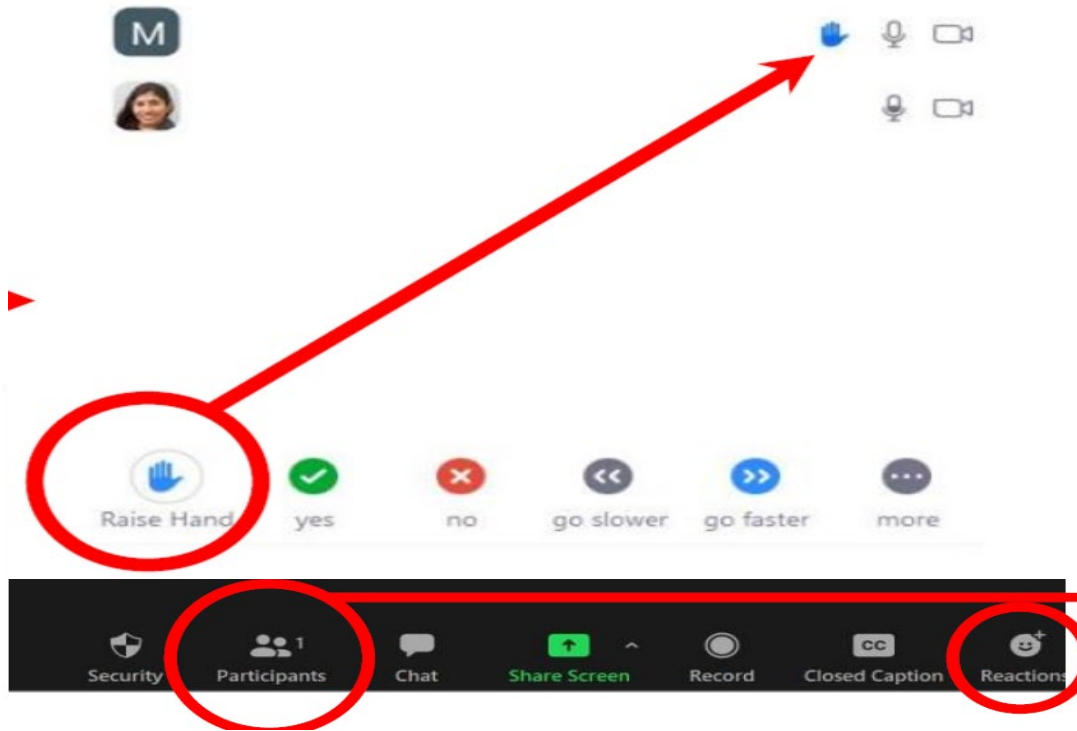 M
Raise Hand yes no go slower go faster more
1
CC
Security Participants Chat Share Screen Record Closed Caption Reactions